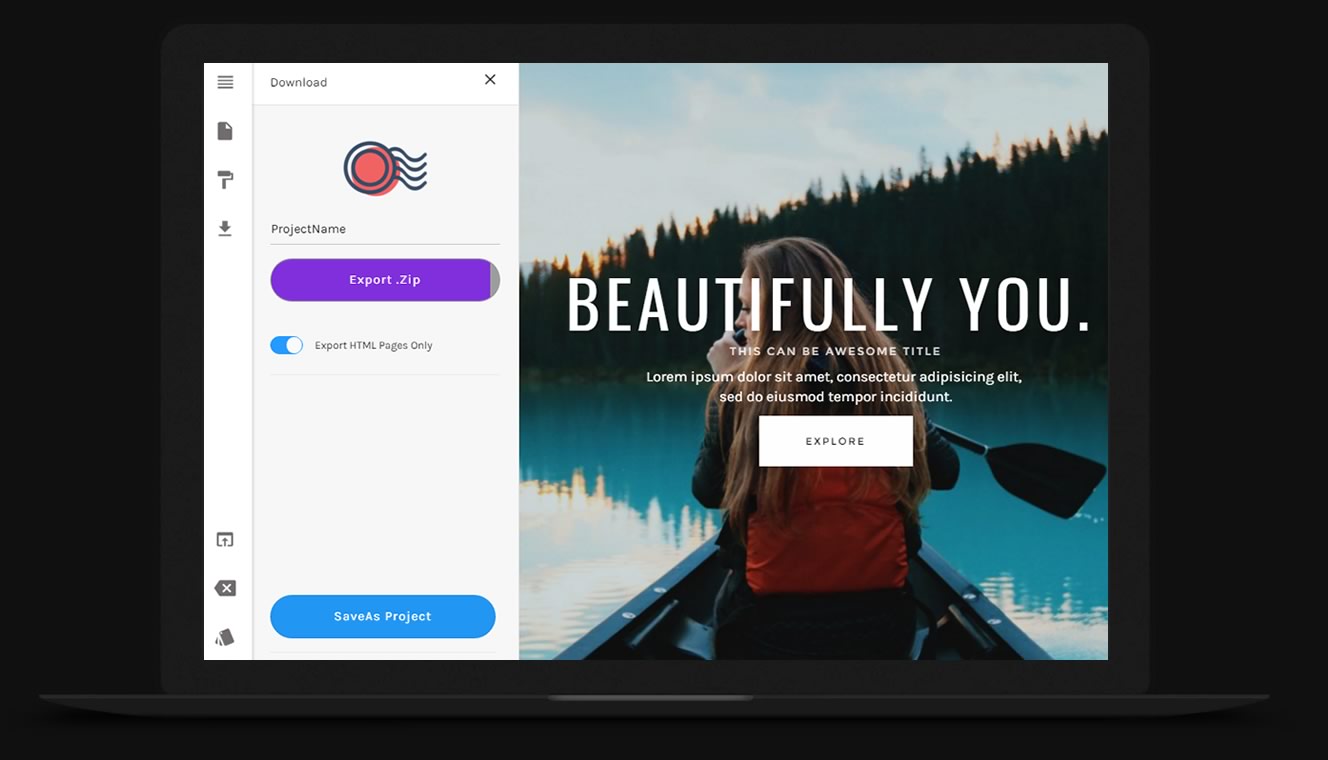 Download
ProjectName
Export .Zip
Export HTML Pages Only
SaveAs Project
BEAUTIFULLY YOU.
THIS CAN BE AWESOME TITLE
Lorem ipsum dolor sit amet, consectetur adipisicing elit,
sed do eiusmod tempor incididunt.
EXPLORE